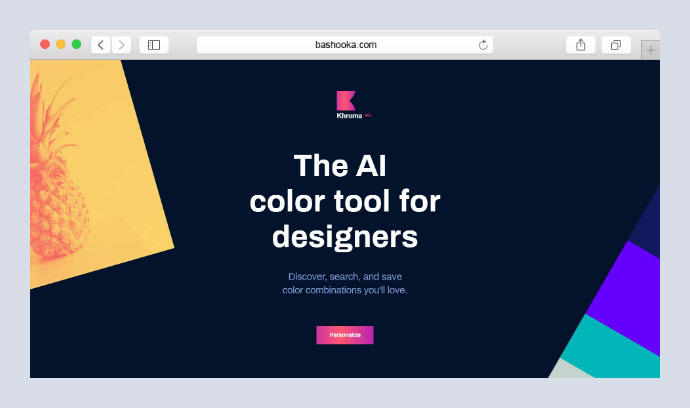 bashooka.com
Khroma
The AI
color tool for
designers
Discover, search, and save
color combinations you'll love.
Personalize